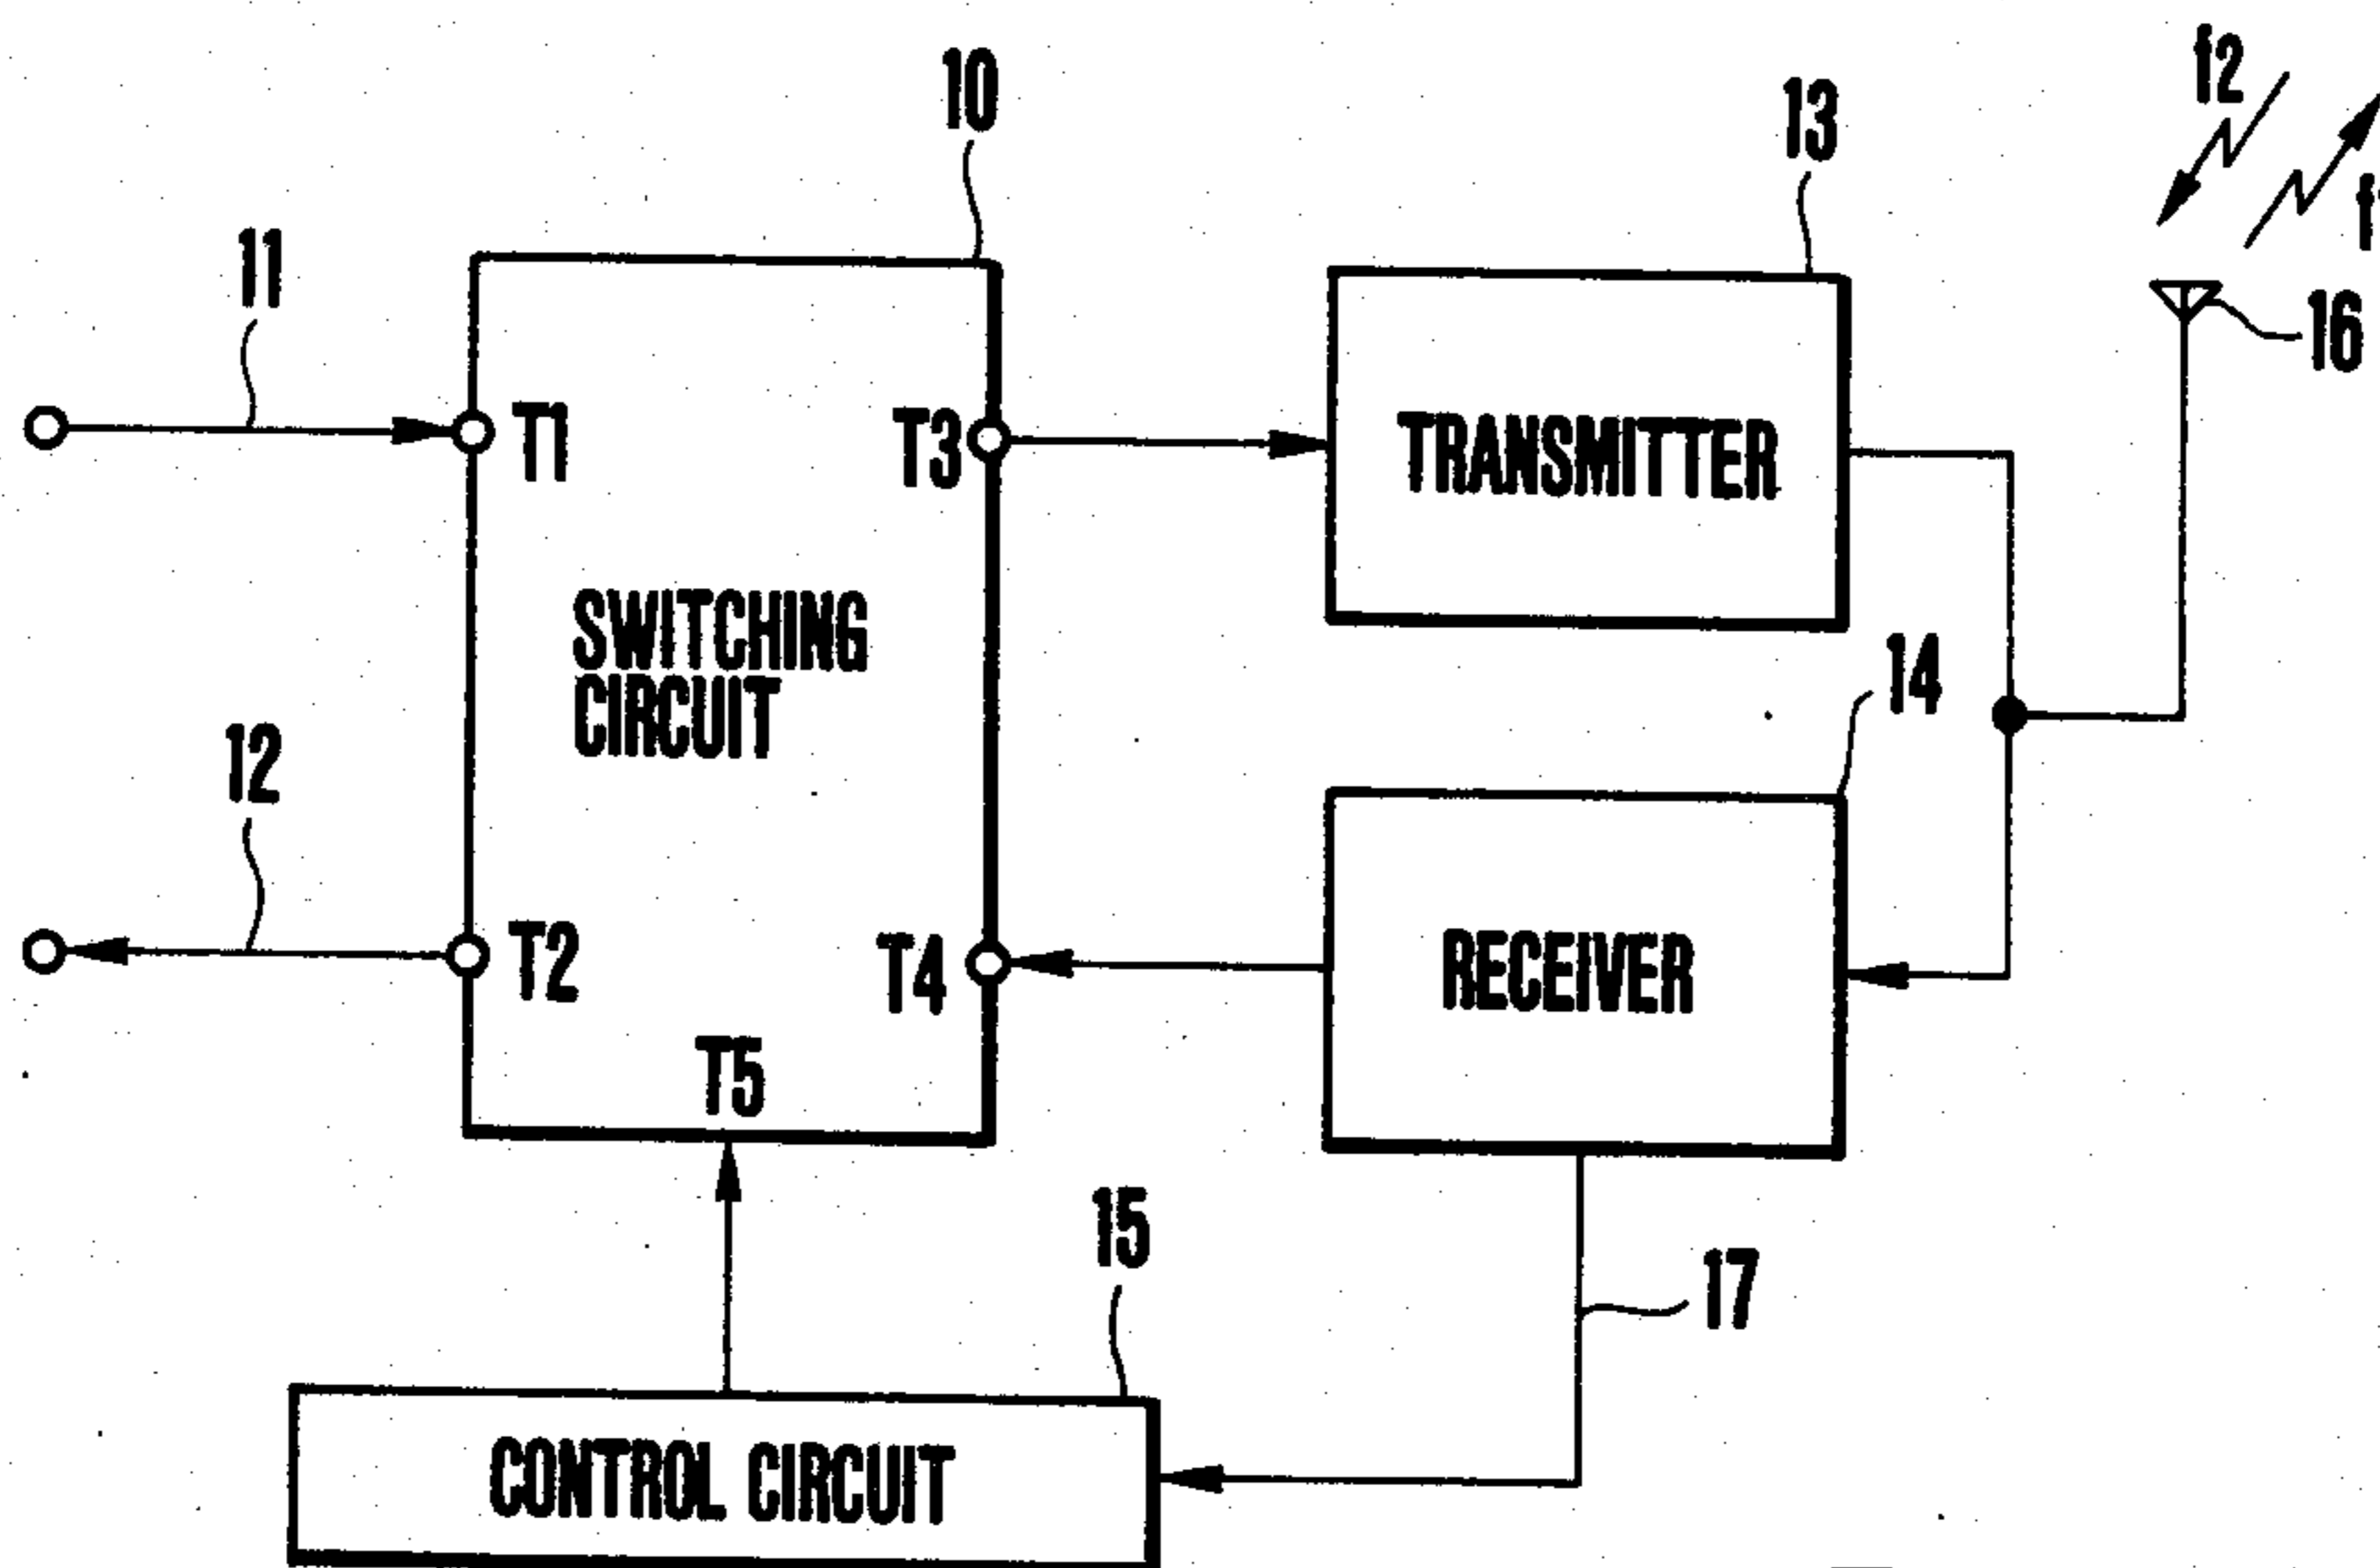 10
13
f2
f
11
16
T1
T3
TRANSMITTER
SWITCHING
CIRCUIT
14
12
T2
T4
RECEIVER
T5
15
17
CONTROL CIRCUIT